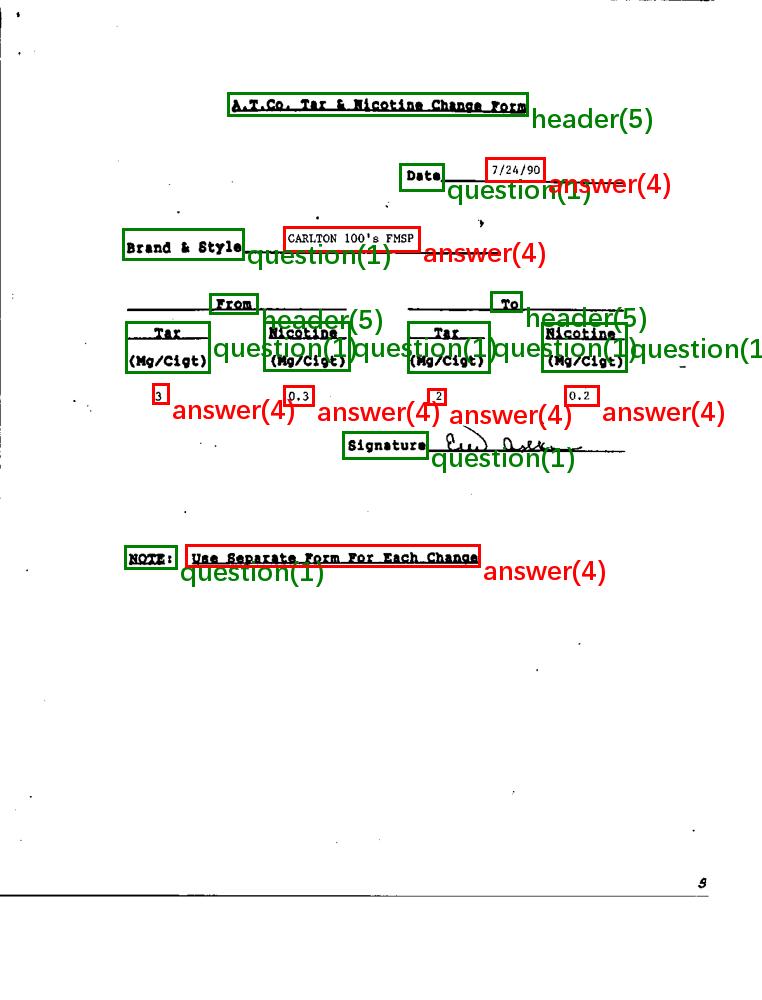 A.T.Co. Tar & Nicotine Change Form
header(5)
Date 7/24/90
question(1) answer(4)
Brand & Style CARLTON 100's FMSP
question(1) answer(4)
From To
header(5) header(5)
Tar Nicotine Tar Nicotine
(Mg/Cigt) (Mg/Cigt) (Mg/Cigt) (Mg/Cigt)
question(1) question(1) question(1) question(1
3 0.3 2 0.2
answer(4) answer(4) answer(4) answer(4)
Signature
question(1)
NOTE: Use Separate Form For Each Change
question(1) answer(4)